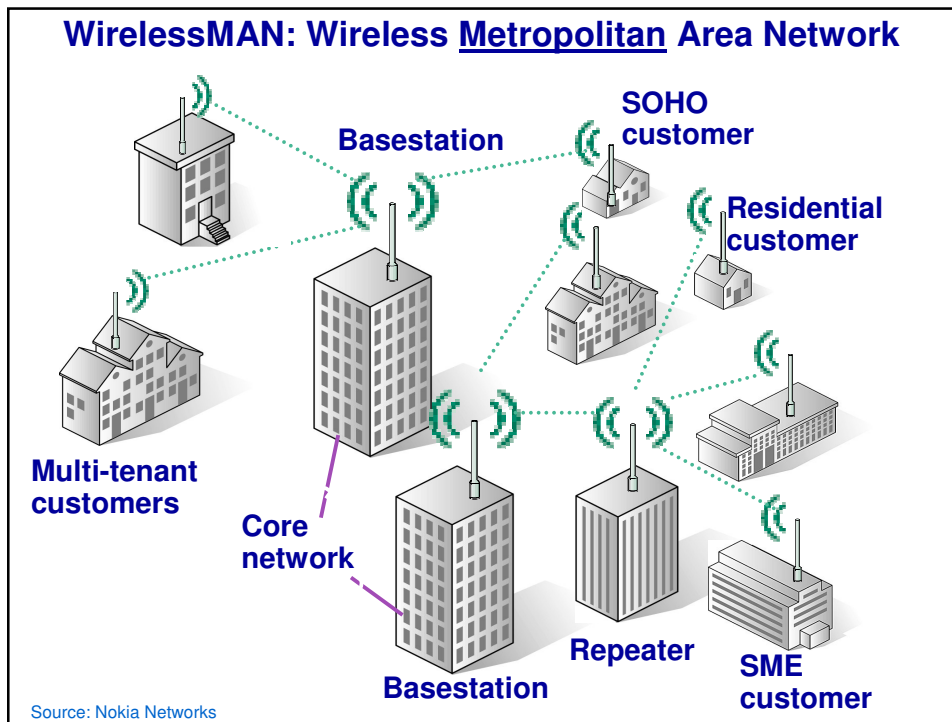 WirelessMAN: Wireless Metropolitan Area Network
SOHO
customer
Basestation
Residential
customer
Multi-tenant
customers
Core
network
Repeater
SME
customer
Basestation
Source: Nokia Networks